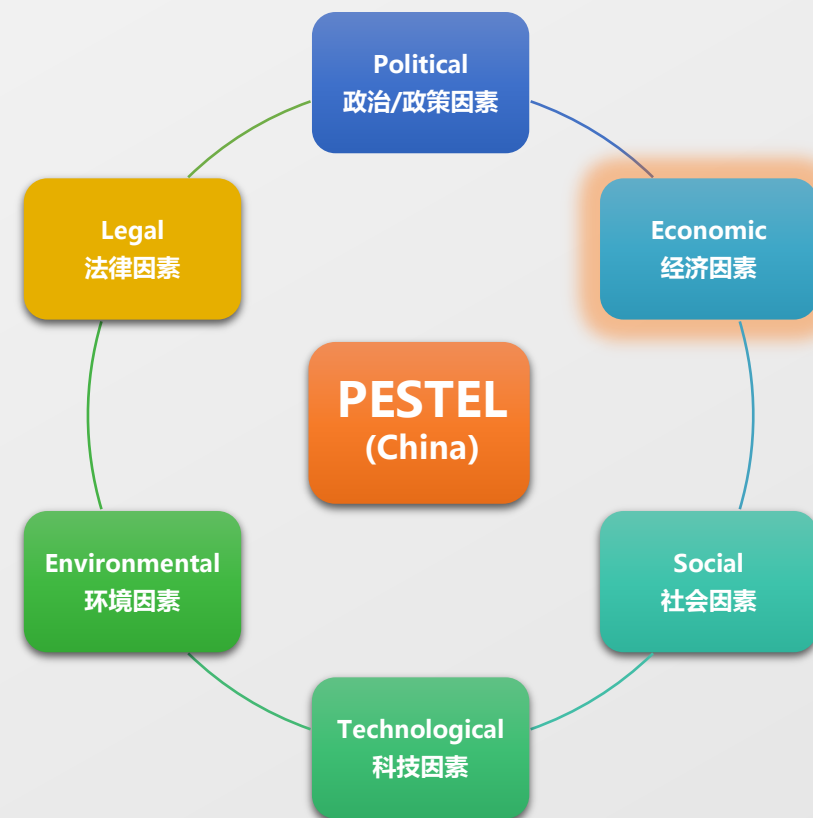 Political
政治/政策因素
Legal
法律因素
Economic
经济因素
PESTEL
(China)
Environmental
环境因素
Social
社会因素
Technological
科技因素